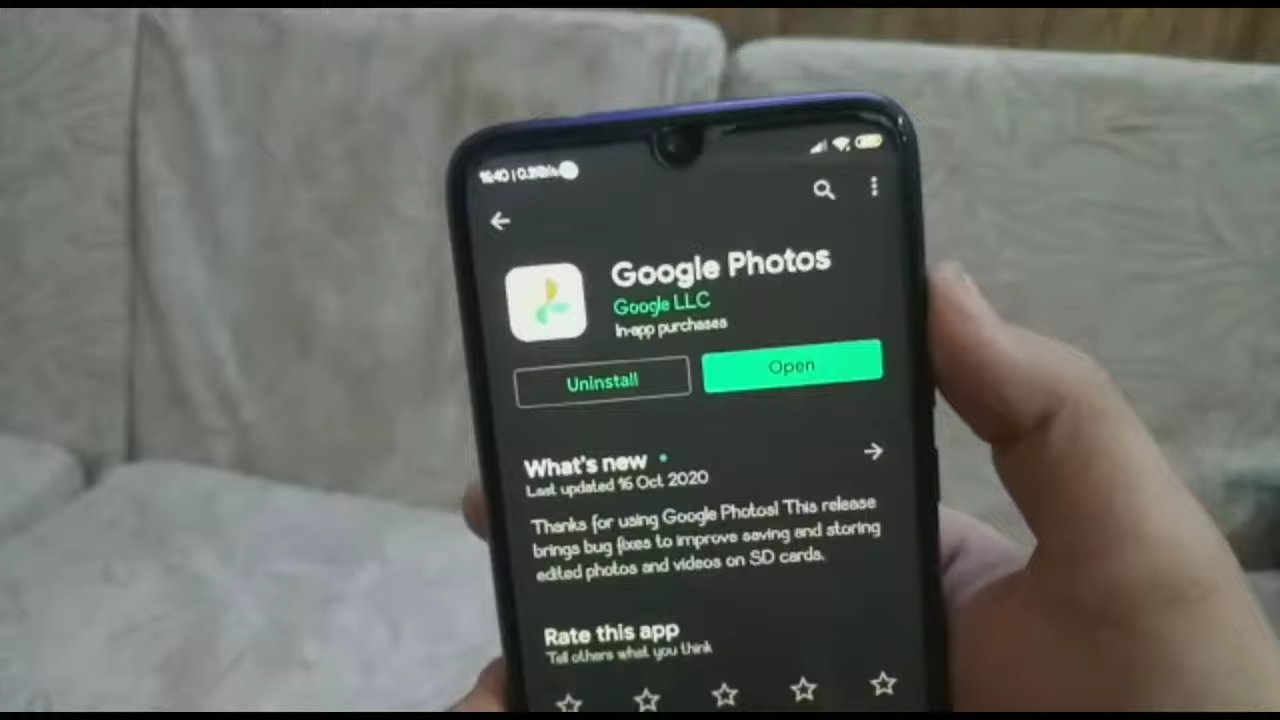 Google Photos
Google LLC
In-app purchases
Uninstall
Open
What's new
Last updated 16 Oct 2020
Thanks for using Google Photos! This release
brings bug fixes to improve saving and storing
edited photos and videos on SD cards.
Rate this app
Tell others what you think